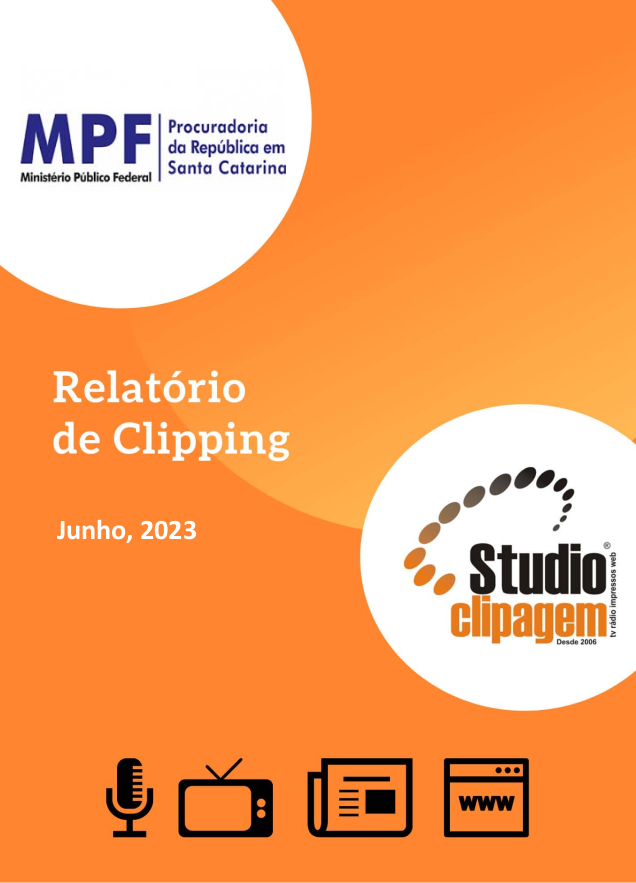 MPF
Ministério Público Federal
Procuradoria
da República em
Santa Catarina
Relatório
de Clipping
Junho, 2023
Studio®
clipagem
Desde 2006
tv rádio impressos web
WWW